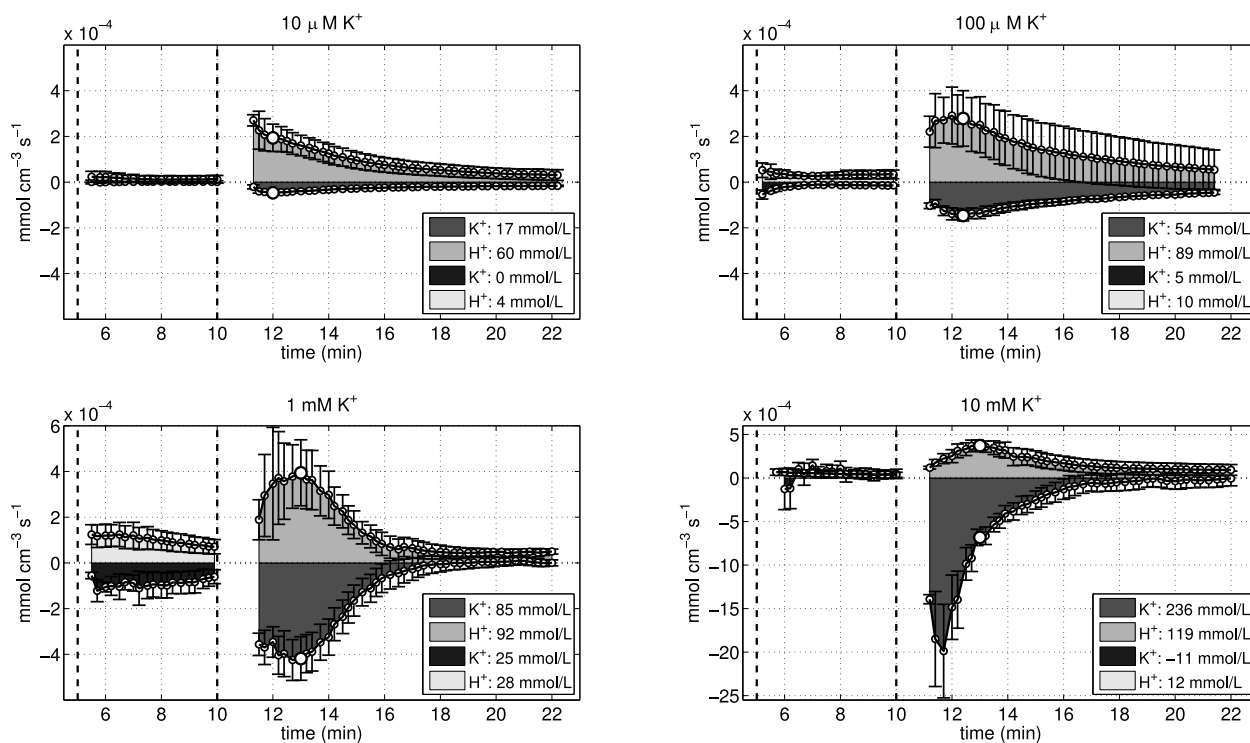 x 10⁻⁴
10 μ M K⁺
mmol cm⁻³ s⁻¹
4
2
0
−2
−4
K⁺: 17 mmol/L
H⁺: 60 mmol/L
K⁺: 0 mmol/L
H⁺: 4 mmol/L
6 8 10 12 14 16 18 20 22
time (min)
x 10⁻⁴
100 μ M K⁺
mmol cm⁻³ s⁻¹
4
2
0
−2
−4
K⁺: 54 mmol/L
H⁺: 89 mmol/L
K⁺: 5 mmol/L
H⁺: 10 mmol/L
6 8 10 12 14 16 18 20 22
time (min)
x 10⁻⁴
1 mM K⁺
mmol cm⁻³ s⁻¹
6
4
2
0
−2
−4
K⁺: 85 mmol/L
H⁺: 92 mmol/L
K⁺: 25 mmol/L
H⁺: 28 mmol/L
6 8 10 12 14 16 18 20 22
time (min)
x 10⁻⁴
10 mM K⁺
mmol cm⁻³ s⁻¹
5
0
−5
−10
−15
−20
−25
K⁺: 236 mmol/L
H⁺: 119 mmol/L
K⁺: −11 mmol/L
H⁺: 12 mmol/L
6 8 10 12 14 16 18 20 22
time (min)